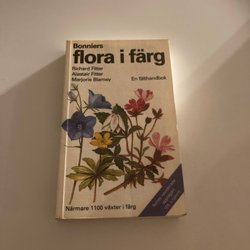 Bonniers
flora i färg
Richard Fitter
Alastair Fitter
Marjorie Blamey
En fälthandbok
Närmare 1100 växter i färg